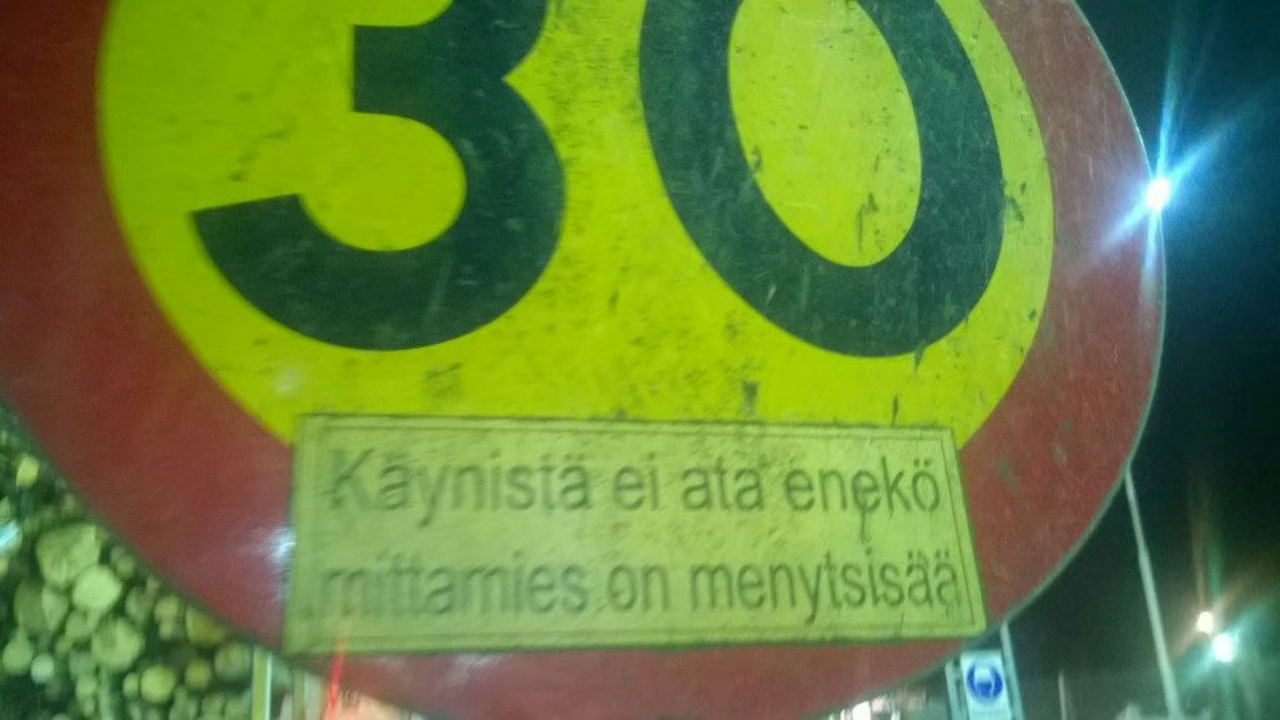 30
Käynistä ei ata enekö
mittamies on menytsisää